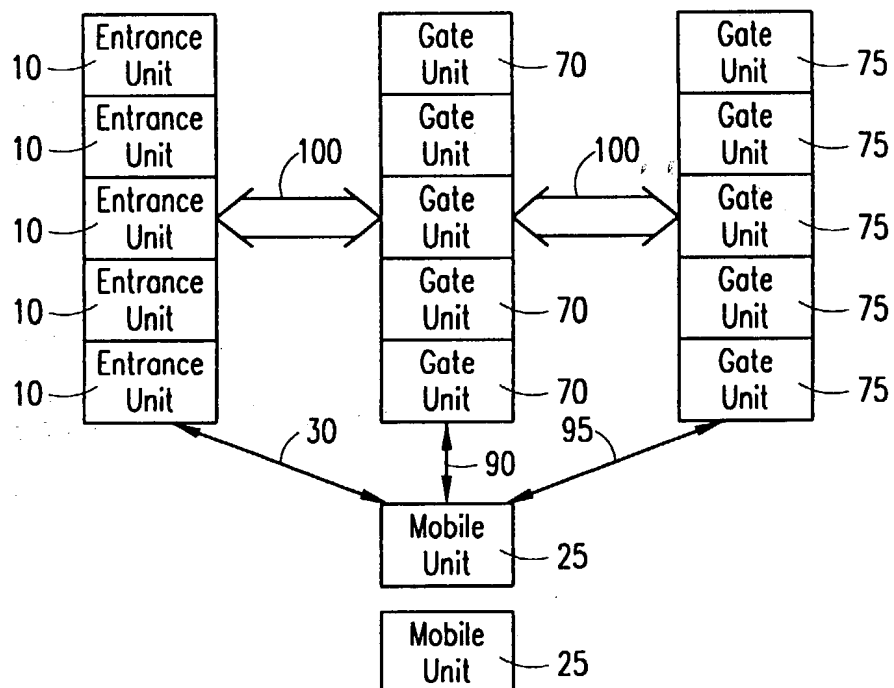 10 Entrance Unit
Gate Unit 70
Gate Unit 75
10 Entrance Unit
Gate Unit
Gate Unit 75
100
100
10 Entrance Unit
Gate Unit
Gate Unit 75
10 Entrance Unit
Gate Unit 70
Gate Unit 75
10 Entrance Unit
Gate Unit 70
Gate Unit 75
30
90
95
Mobile Unit 25
Mobile Unit 25